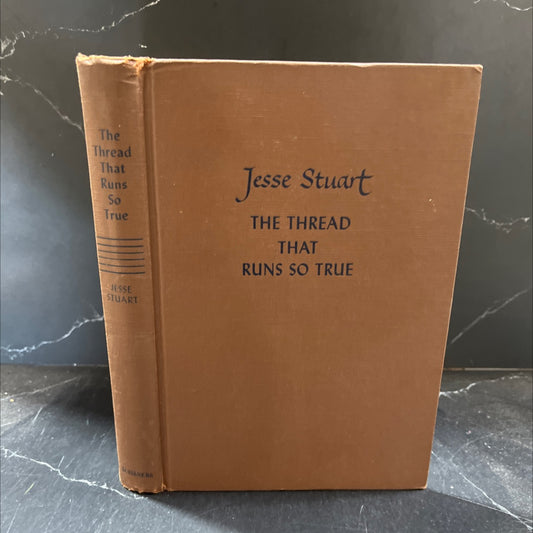 The
Thread
That
Runs
So
True
JESSE
STUART
SCRIBNERS
Jesse Stuart
THE THREAD
THAT
RUNS SO TRUE